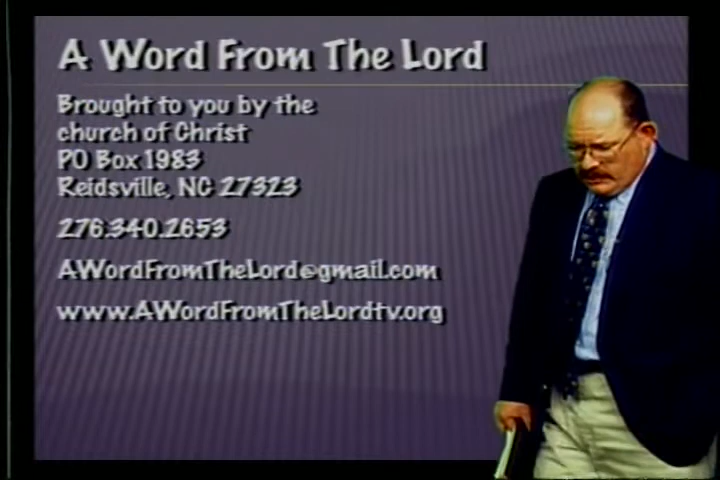 A Word From The Lord
Brought to you by the
church of Christ
PO Box 1983
Reidsville, NC 27323
276.340.2653
AWordFromTheLord@gmail.com
www.AWordFromTheLordtv.org